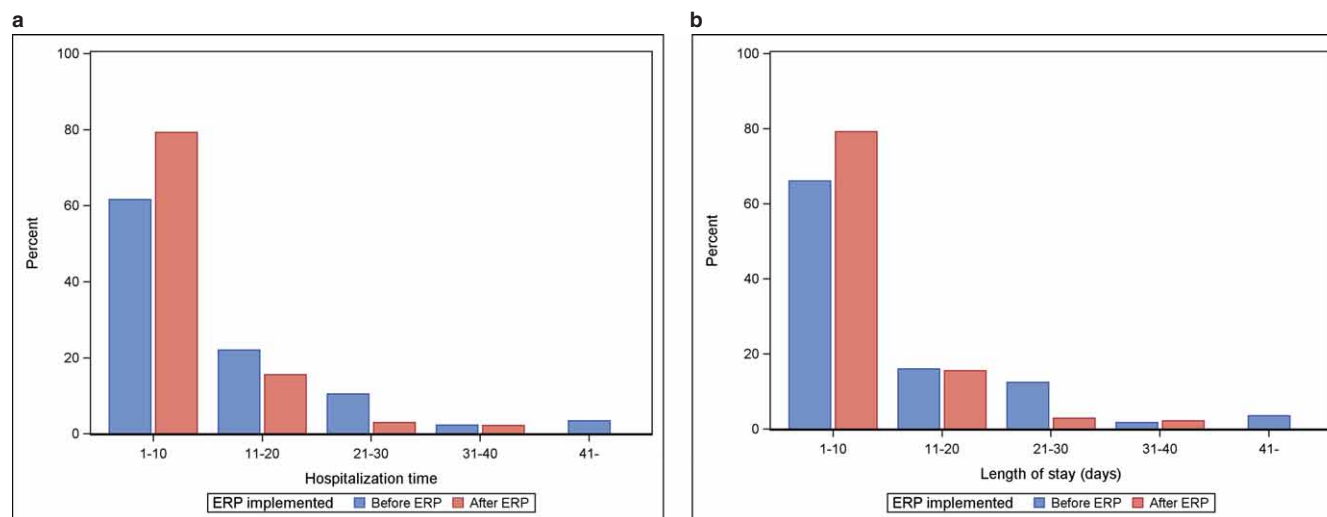 a
100
80
60
40
20
0
Percent
1-10 11-20 21-30 31-40 41-
Hospitalization time
ERP implemented Before ERP After ERP
b
100
80
60
40
20
0
Percent
1-10 11-20 21-30 31-40 41-
Length of stay (days)
ERP implemented Before ERP After ERP